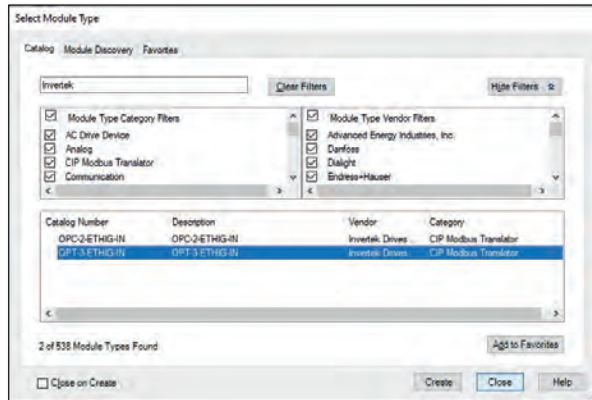 Select Module Type
Catalog Module Discovery Favorites
Invertek
Clear Filters
Hide Filters
Module Type Category Filters
AC Drive Device
Analog
CIP Modbus Translator
Communication
Module Type Vendor Filters
Advanced Energy Industries, Inc.
Danfoss
Dialight
Endress+Hauser
Catalog Number Description Vendor Category
OPC-2-ETHIG-IN OPC-2-ETHIG-IN Invertek Drives ... CIP Modbus Translator
OPT-3-ETHIG-IN OPT-3-ETHIG-IN Invertek Drives ... CIP Modbus Translator
2 of 538 Module Types Found
Add to Favorites
Close on Create
Create Close Help